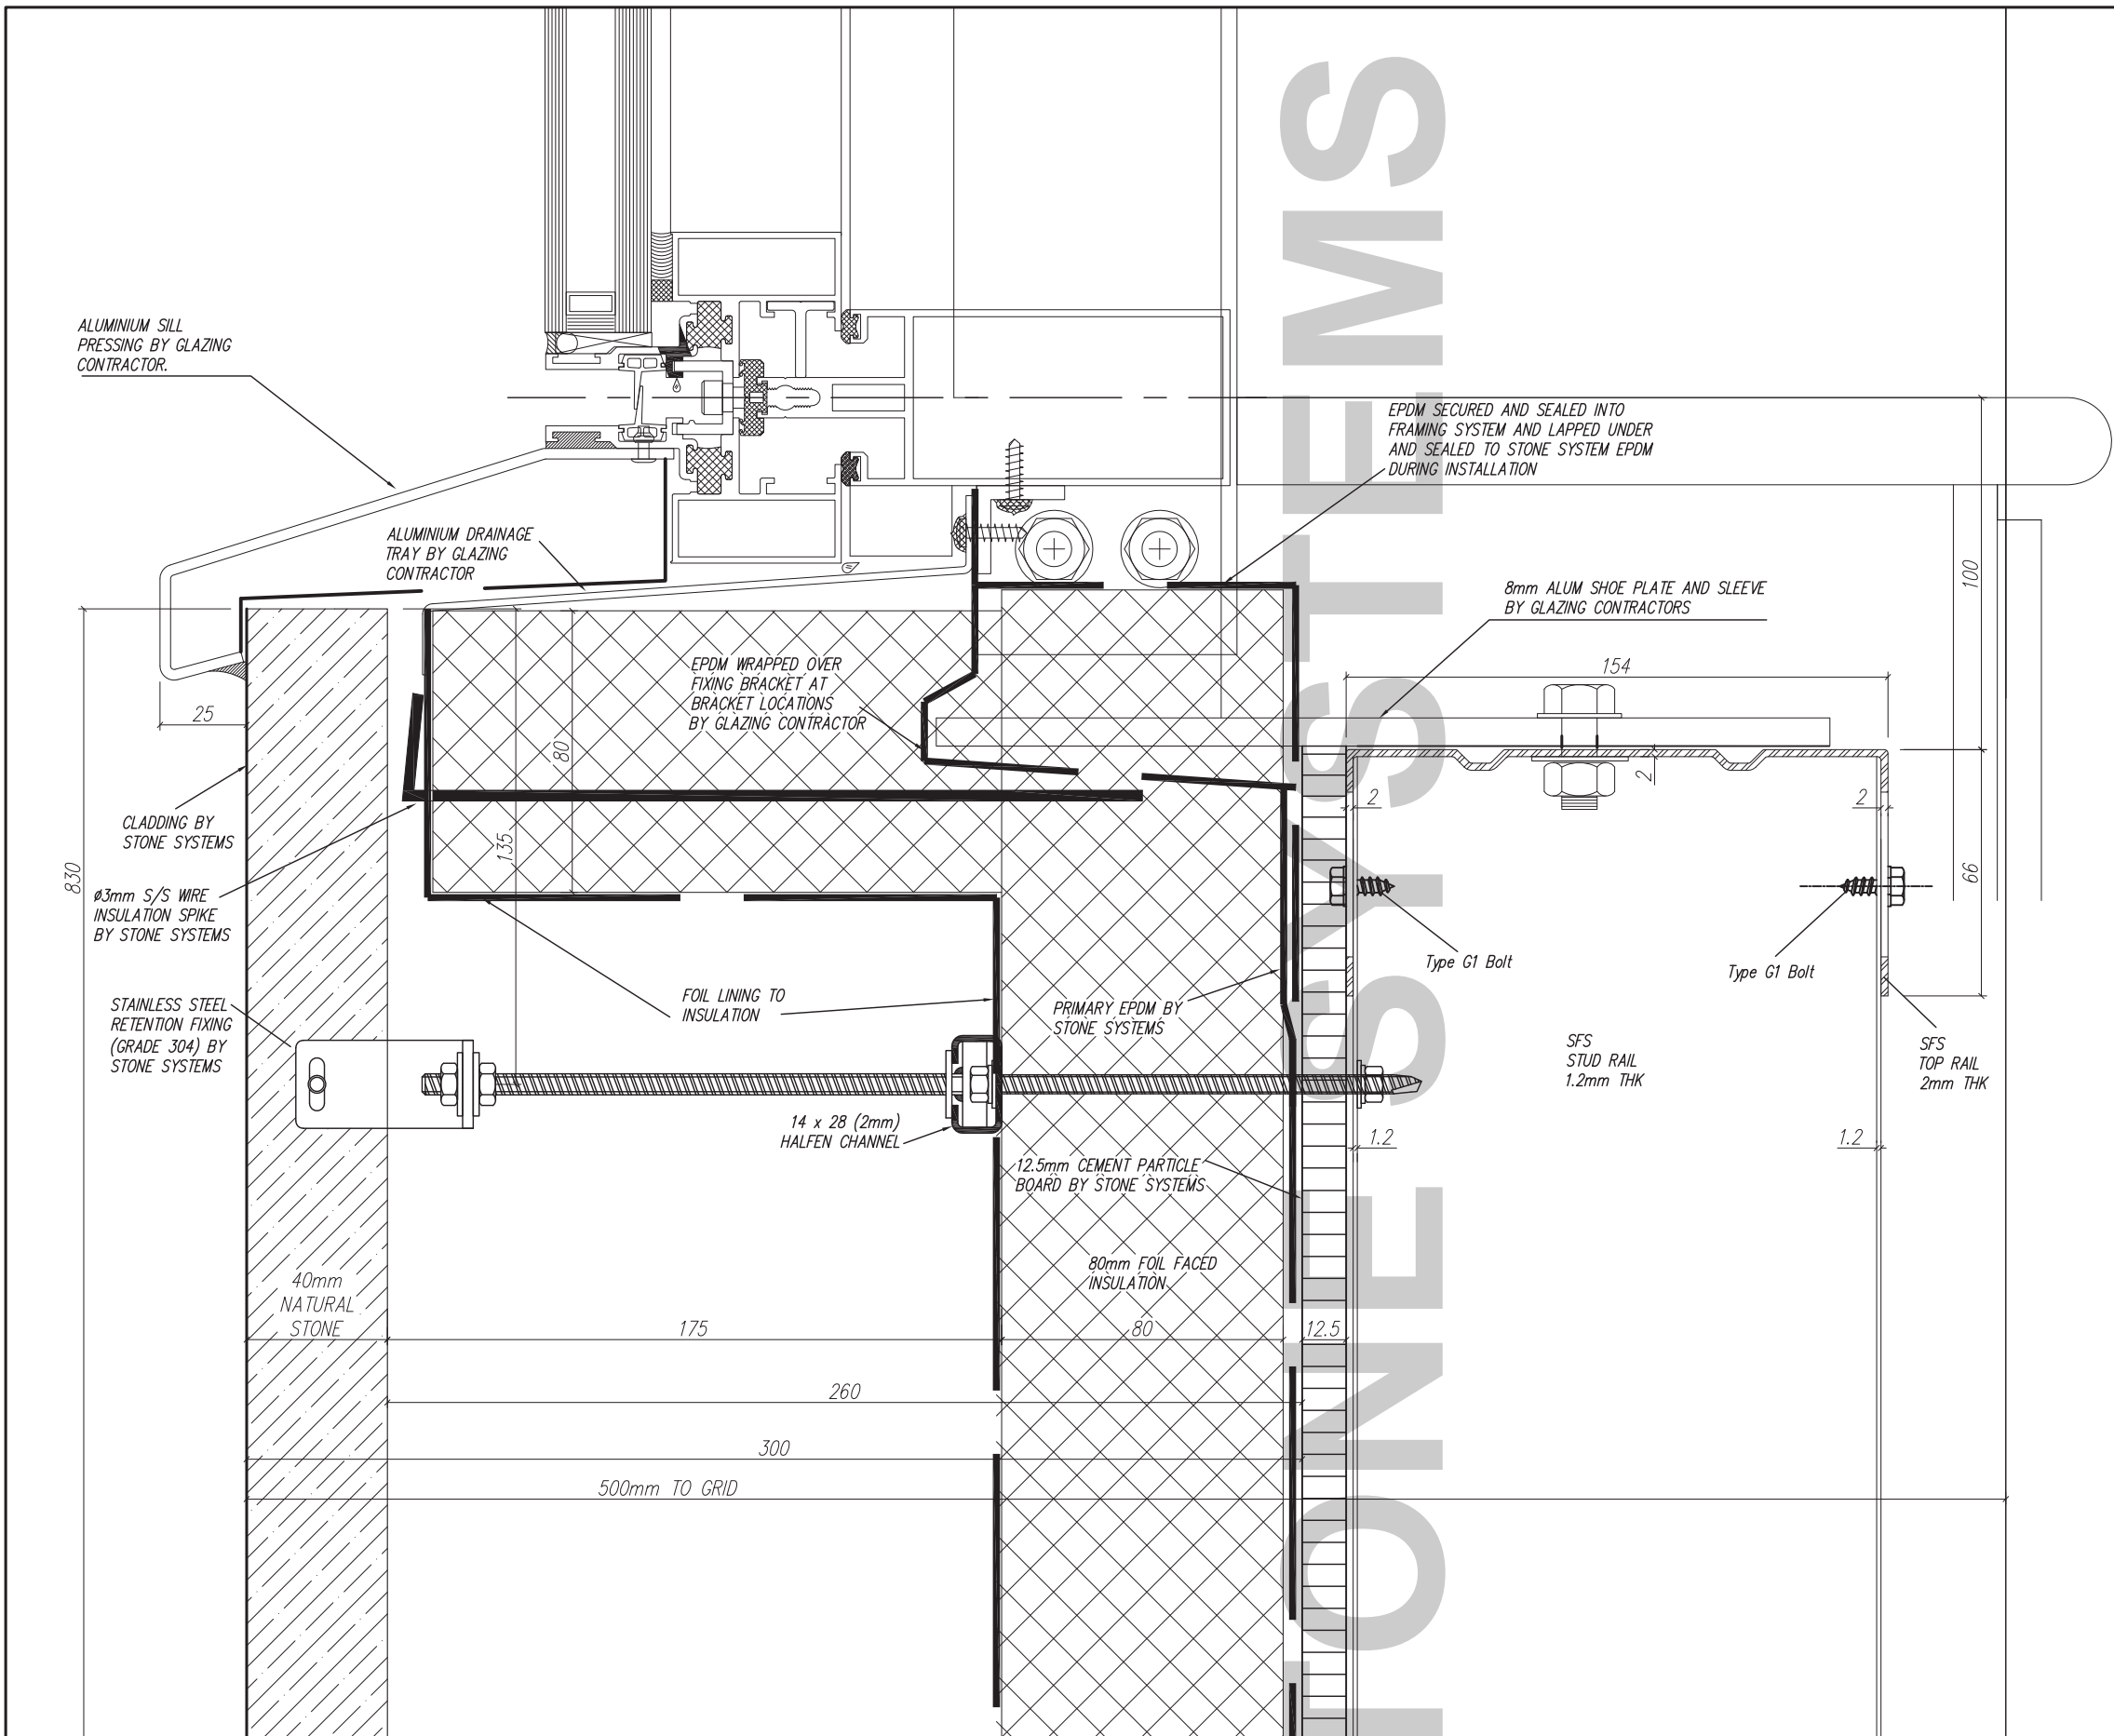 STONE SYSTEMS
ALUMINIUM SILL
PRESSING BY GLAZING
CONTRACTOR.
ALUMINIUM DRAINAGE
TRAY BY GLAZING
CONTRACTOR
EPDM SECURED AND SEALED INTO
FRAMING SYSTEM AND LAPPED UNDER
AND SEALED TO STONE SYSTEM EPDM
DURING INSTALLATION
100
8mm ALUM SHOE PLATE AND SLEEVE
BY GLAZING CONTRACTORS
EPDM WRAPPED OVER
FIXING BRACKET AT
BRACKET LOCATIONS
BY GLAZING CONTRACTOR
154
25
80
2
2
2
135
830
66
CLADDING BY
STONE SYSTEMS
ø3mm S/S WIRE
INSULATION SPIKE
BY STONE SYSTEMS
Type G1 Bolt
Type G1 Bolt
STAINLESS STEEL
RETENTION FIXING
(GRADE 304) BY
STONE SYSTEMS
FOIL LINING TO
INSULATION
PRIMARY EPDM BY
STONE SYSTEMS
SFS
STUD RAIL
1.2mm THK
SFS
TOP RAIL
2mm THK
14 x 28 (2mm)
HALFEN CHANNEL
1.2
1.2
12.5mm CEMENT PARTICLE
BOARD BY STONE SYSTEMS
80mm FOIL FACED
INSULATION
40mm
NATURAL
STONE
175
80
12.5
260
300
500mm TO GRID